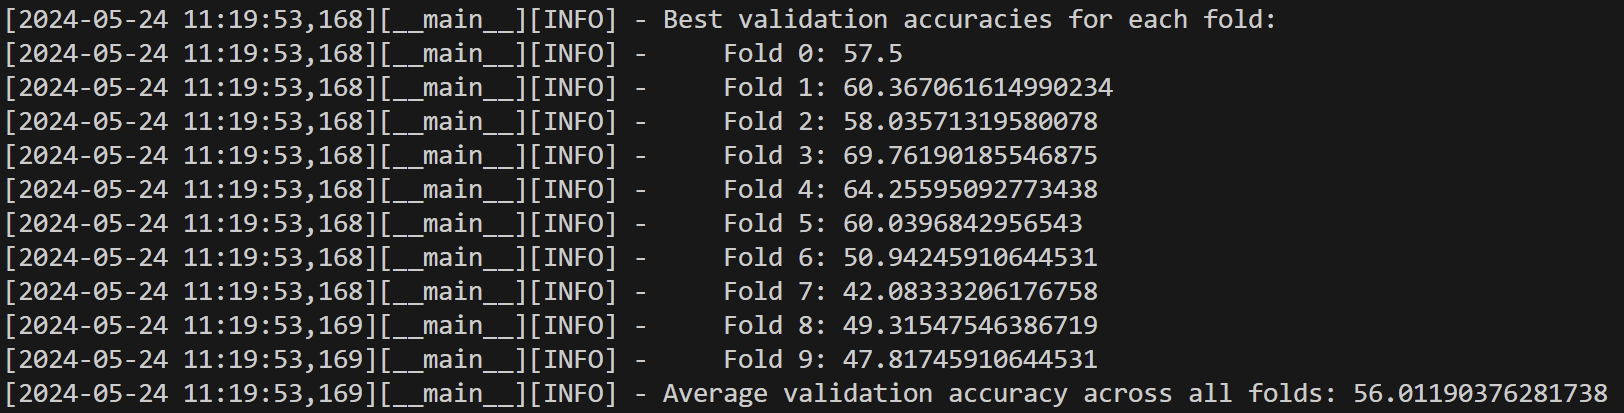 [2024-05-24 11:19:53,168][__main__][INFO] - Best validation accuracies for each fold:
[2024-05-24 11:19:53,168][__main__][INFO] -     Fold 0: 57.5
[2024-05-24 11:19:53,168][__main__][INFO] -     Fold 1: 60.367061614990234
[2024-05-24 11:19:53,168][__main__][INFO] -     Fold 2: 58.03571319580078
[2024-05-24 11:19:53,168][__main__][INFO] -     Fold 3: 69.76190185546875
[2024-05-24 11:19:53,168][__main__][INFO] -     Fold 4: 64.25595092773438
[2024-05-24 11:19:53,168][__main__][INFO] -     Fold 5: 60.0396842956543
[2024-05-24 11:19:53,168][__main__][INFO] -     Fold 6: 50.94245910644531
[2024-05-24 11:19:53,168][__main__][INFO] -     Fold 7: 42.08333206176758
[2024-05-24 11:19:53,169][__main__][INFO] -     Fold 8: 49.31547546386719
[2024-05-24 11:19:53,169][__main__][INFO] -     Fold 9: 47.81745910644531
[2024-05-24 11:19:53,169][__main__][INFO] - Average validation accuracy across all folds: 56.01190376281738